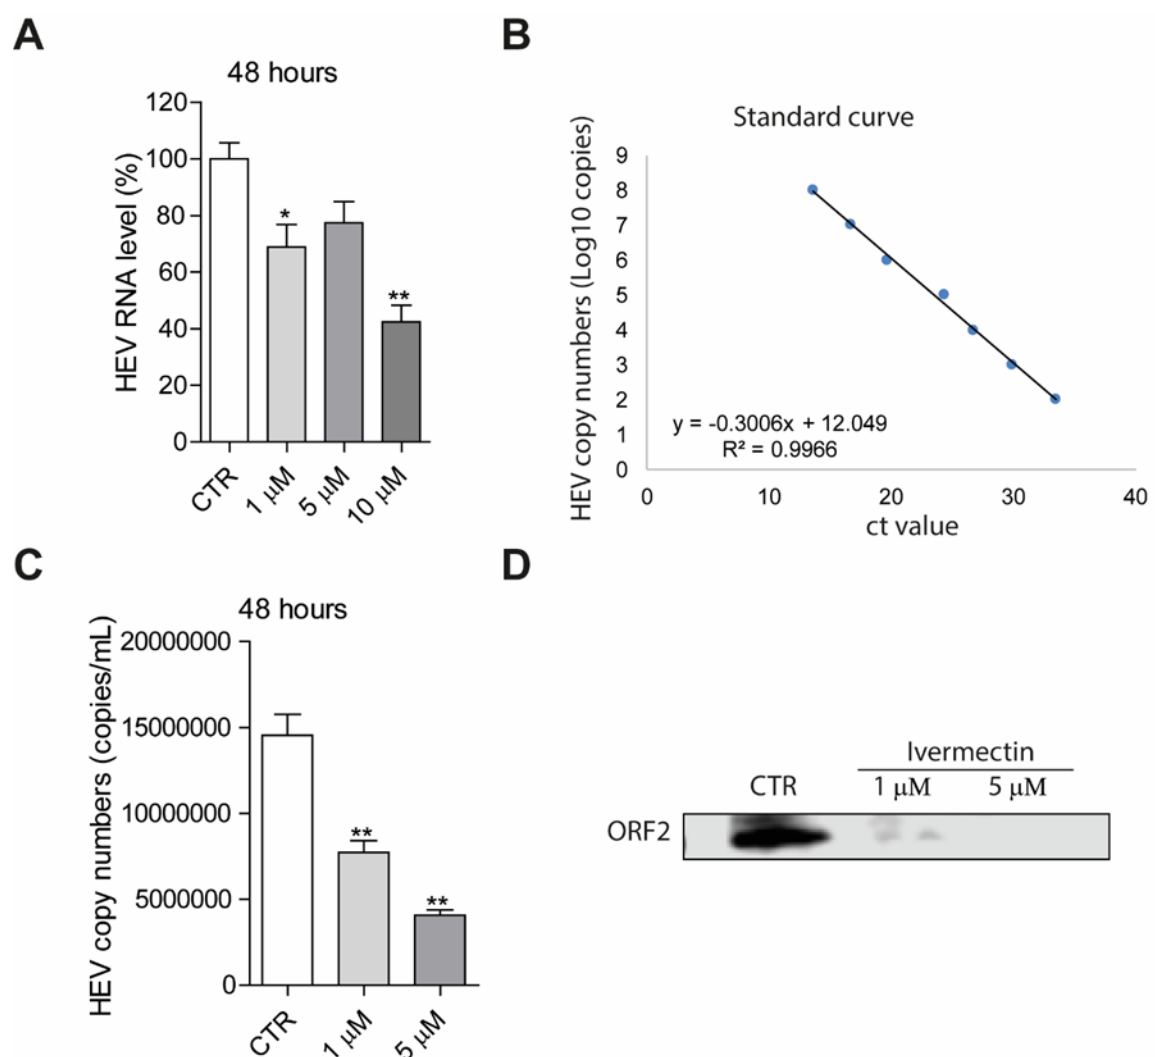 A
48 hours
HEV RNA level (%)
120
100
80
60
40
20
0
*
**
CTR
1 μM
5 μM
10 μM
B
Standard curve
HEV copy numbers (Log10 copies)
9
8
7
6
5
4
3
2
1
0
y = -0.3006x + 12.049
R² = 0.9966
0 10 20 30 40
ct value
C
48 hours
HEV copy numbers (copies/mL)
20000000
15000000
10000000
5000000
0
**
**
CTR
1 μM
5 μM
D
Ivermectin
CTR 1 μM 5 μM
ORF2